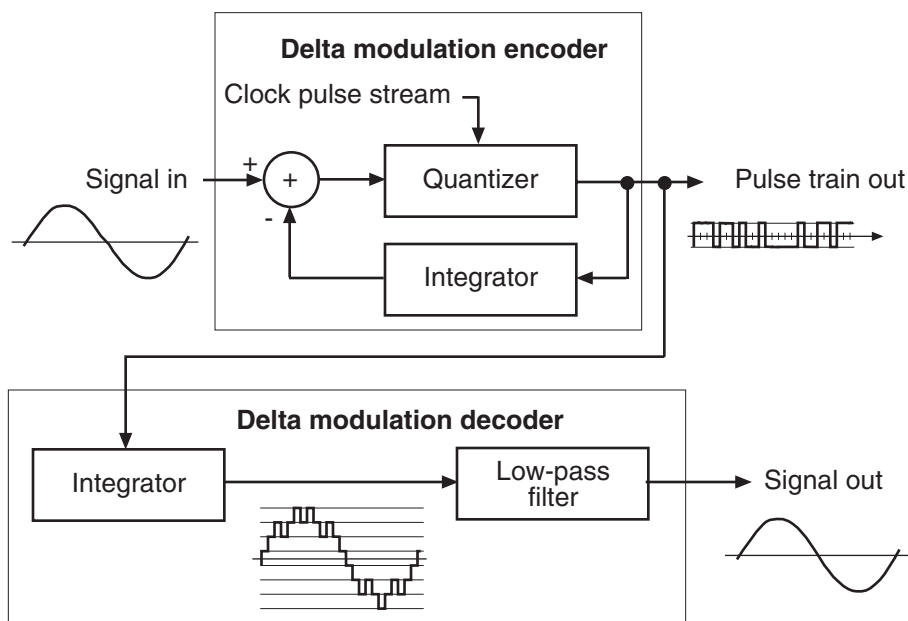 Delta modulation encoder
Clock pulse stream
Signal in
+
+
-
Quantizer
Pulse train out
Integrator
Delta modulation decoder
Integrator
Low-pass
filter
Signal out